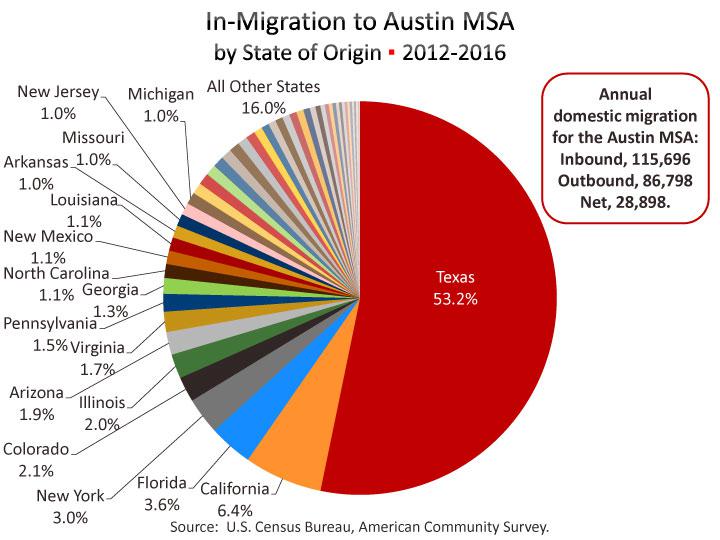 In-Migration to Austin MSA
by State of Origin ▪ 2012-2016
Annual
domestic migration
for the Austin MSA:
Inbound, 115,696
Outbound, 86,798
Net, 28,898.
All Other States
16.0%
Michigan
1.0%
New Jersey
1.0%
Missouri
1.0%
Arkansas
1.0%
Louisiana
1.1%
New Mexico
1.1%
North Carolina
1.1%
Georgia
1.3%
Pennsylvania
1.5%
Virginia
1.7%
Arizona
1.9%
Illinois
2.0%
Colorado
2.1%
New York
3.0%
Florida
3.6%
California
6.4%
Texas
53.2%
Source:  U.S. Census Bureau, American Community Survey.